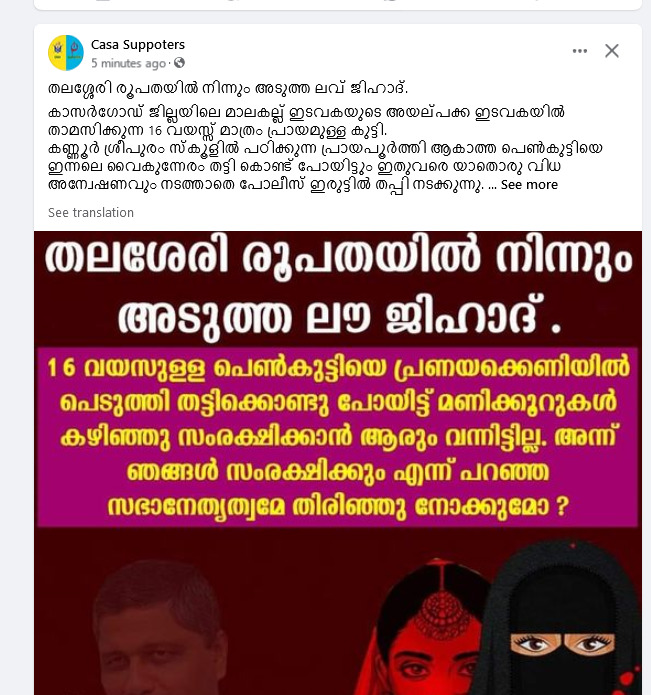 Casa Suppoters
5 minutes ago ·
തലശ്ശേരി രൂപതയിൽ നിന്നും അടുത്ത ലവ് ജിഹാദ്.
കാസർഗോഡ് ജില്ലയിലെ മാലകല്ല് ഇടവകയുടെ അയല്പക്ക ഇടവകയിൽ
താമസിക്കുന്ന 16 വയസ്സ് മാത്രം പ്രായമുള്ള കുട്ടി.
കണ്ണൂർ ശ്രീപുരം സ്കൂളിൽ പഠിക്കുന്ന പ്രായപൂർത്തി ആകാത്ത പെൺകുട്ടിയെ
ഇന്നലെ വൈകുന്നേരം തട്ടി കൊണ്ട് പോയിട്ടും ഇതുവരെ യാതൊരു വിധ
അന്വേഷണവും നടത്താതെ പോലീസ് ഇരുട്ടിൽ തപ്പി നടക്കുന്നു. ... See more
See translation
തലശേരി രൂപതയിൽ നിന്നും
അടുത്ത ലൗ ജിഹാദ് .
16 വയസുളള പെൺകുട്ടിയെ പ്രണയക്കെണിയിൽ
പെടുത്തി തട്ടിക്കൊണ്ടു പോയിട്ട് മണിക്കൂറുകൾ
കഴിഞ്ഞു സംരക്ഷിക്കാൻ ആരും വന്നിട്ടില്ല. അന്ന്
ഞങ്ങൾ സംരക്ഷിക്കും എന്ന് പറഞ്ഞ
സഭാനേതൃത്വമേ തിരിഞ്ഞു നോക്കുമോ ?